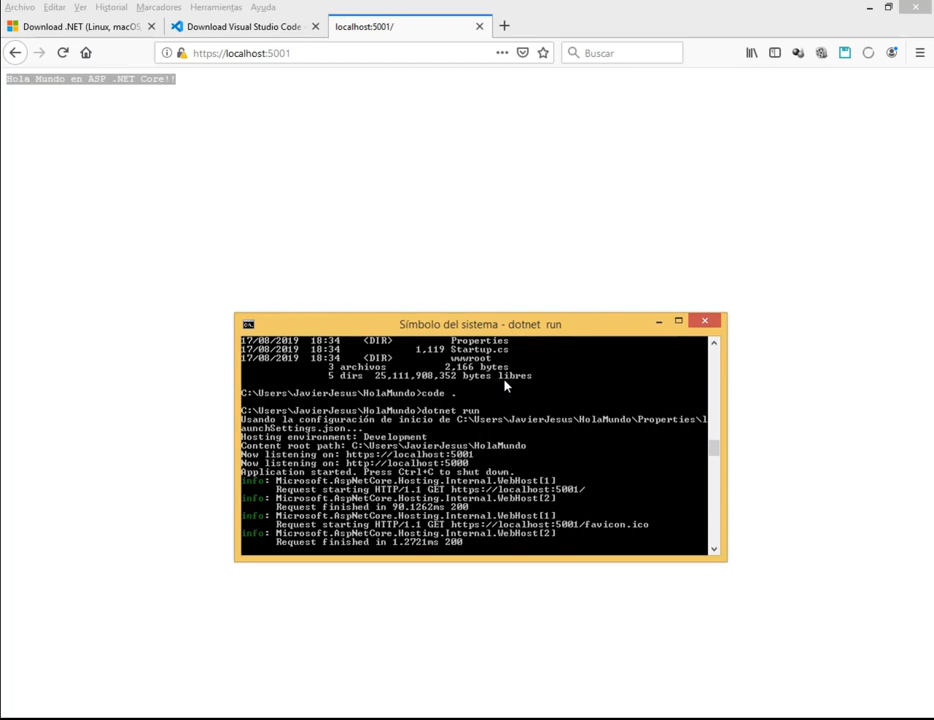 Archivo Editar Ver Historial Marcadores Herramientas Ayuda
Download .NET (Linux, macOS,
Download Visual Studio Code -
localhost:5001/
https://localhost:5001
Buscar
Hola Mundo en ASP .NET Core!!
Símbolo del sistema - dotnet run
17/08/2019 18:34 <DIR> Properties
17/08/2019 18:34 1,119 Startup.cs
17/08/2019 18:34 <DIR> wwwroot
3 archivos 2,166 bytes
5 dirs 25,111,908,352 bytes libres
C:\Users\JavierJesus\HolaMundo>code .
C:\Users\JavierJesus\HolaMundo>dotnet run
Usando la configuración de inicio de C:\Users\JavierJesus\HolaMundo\Properties\l
aunchSettings.json...
Hosting environment: Development
Content root path: C:\Users\JavierJesus\HolaMundo
Now listening on: https://localhost:5001
Now listening on: http://localhost:5000
Application started. Press Ctrl+C to shut down.
info: Microsoft.AspNetCore.Hosting.Internal.WebHost[1]
Request starting HTTP/1.1 GET https://localhost:5001/
info: Microsoft.AspNetCore.Hosting.Internal.WebHost[2]
Request finished in 90.1262ms 200
info: Microsoft.AspNetCore.Hosting.Internal.WebHost[1]
Request starting HTTP/1.1 GET https://localhost:5001/favicon.ico
info: Microsoft.AspNetCore.Hosting.Internal.WebHost[2]
Request finished in 1.2721ms 200